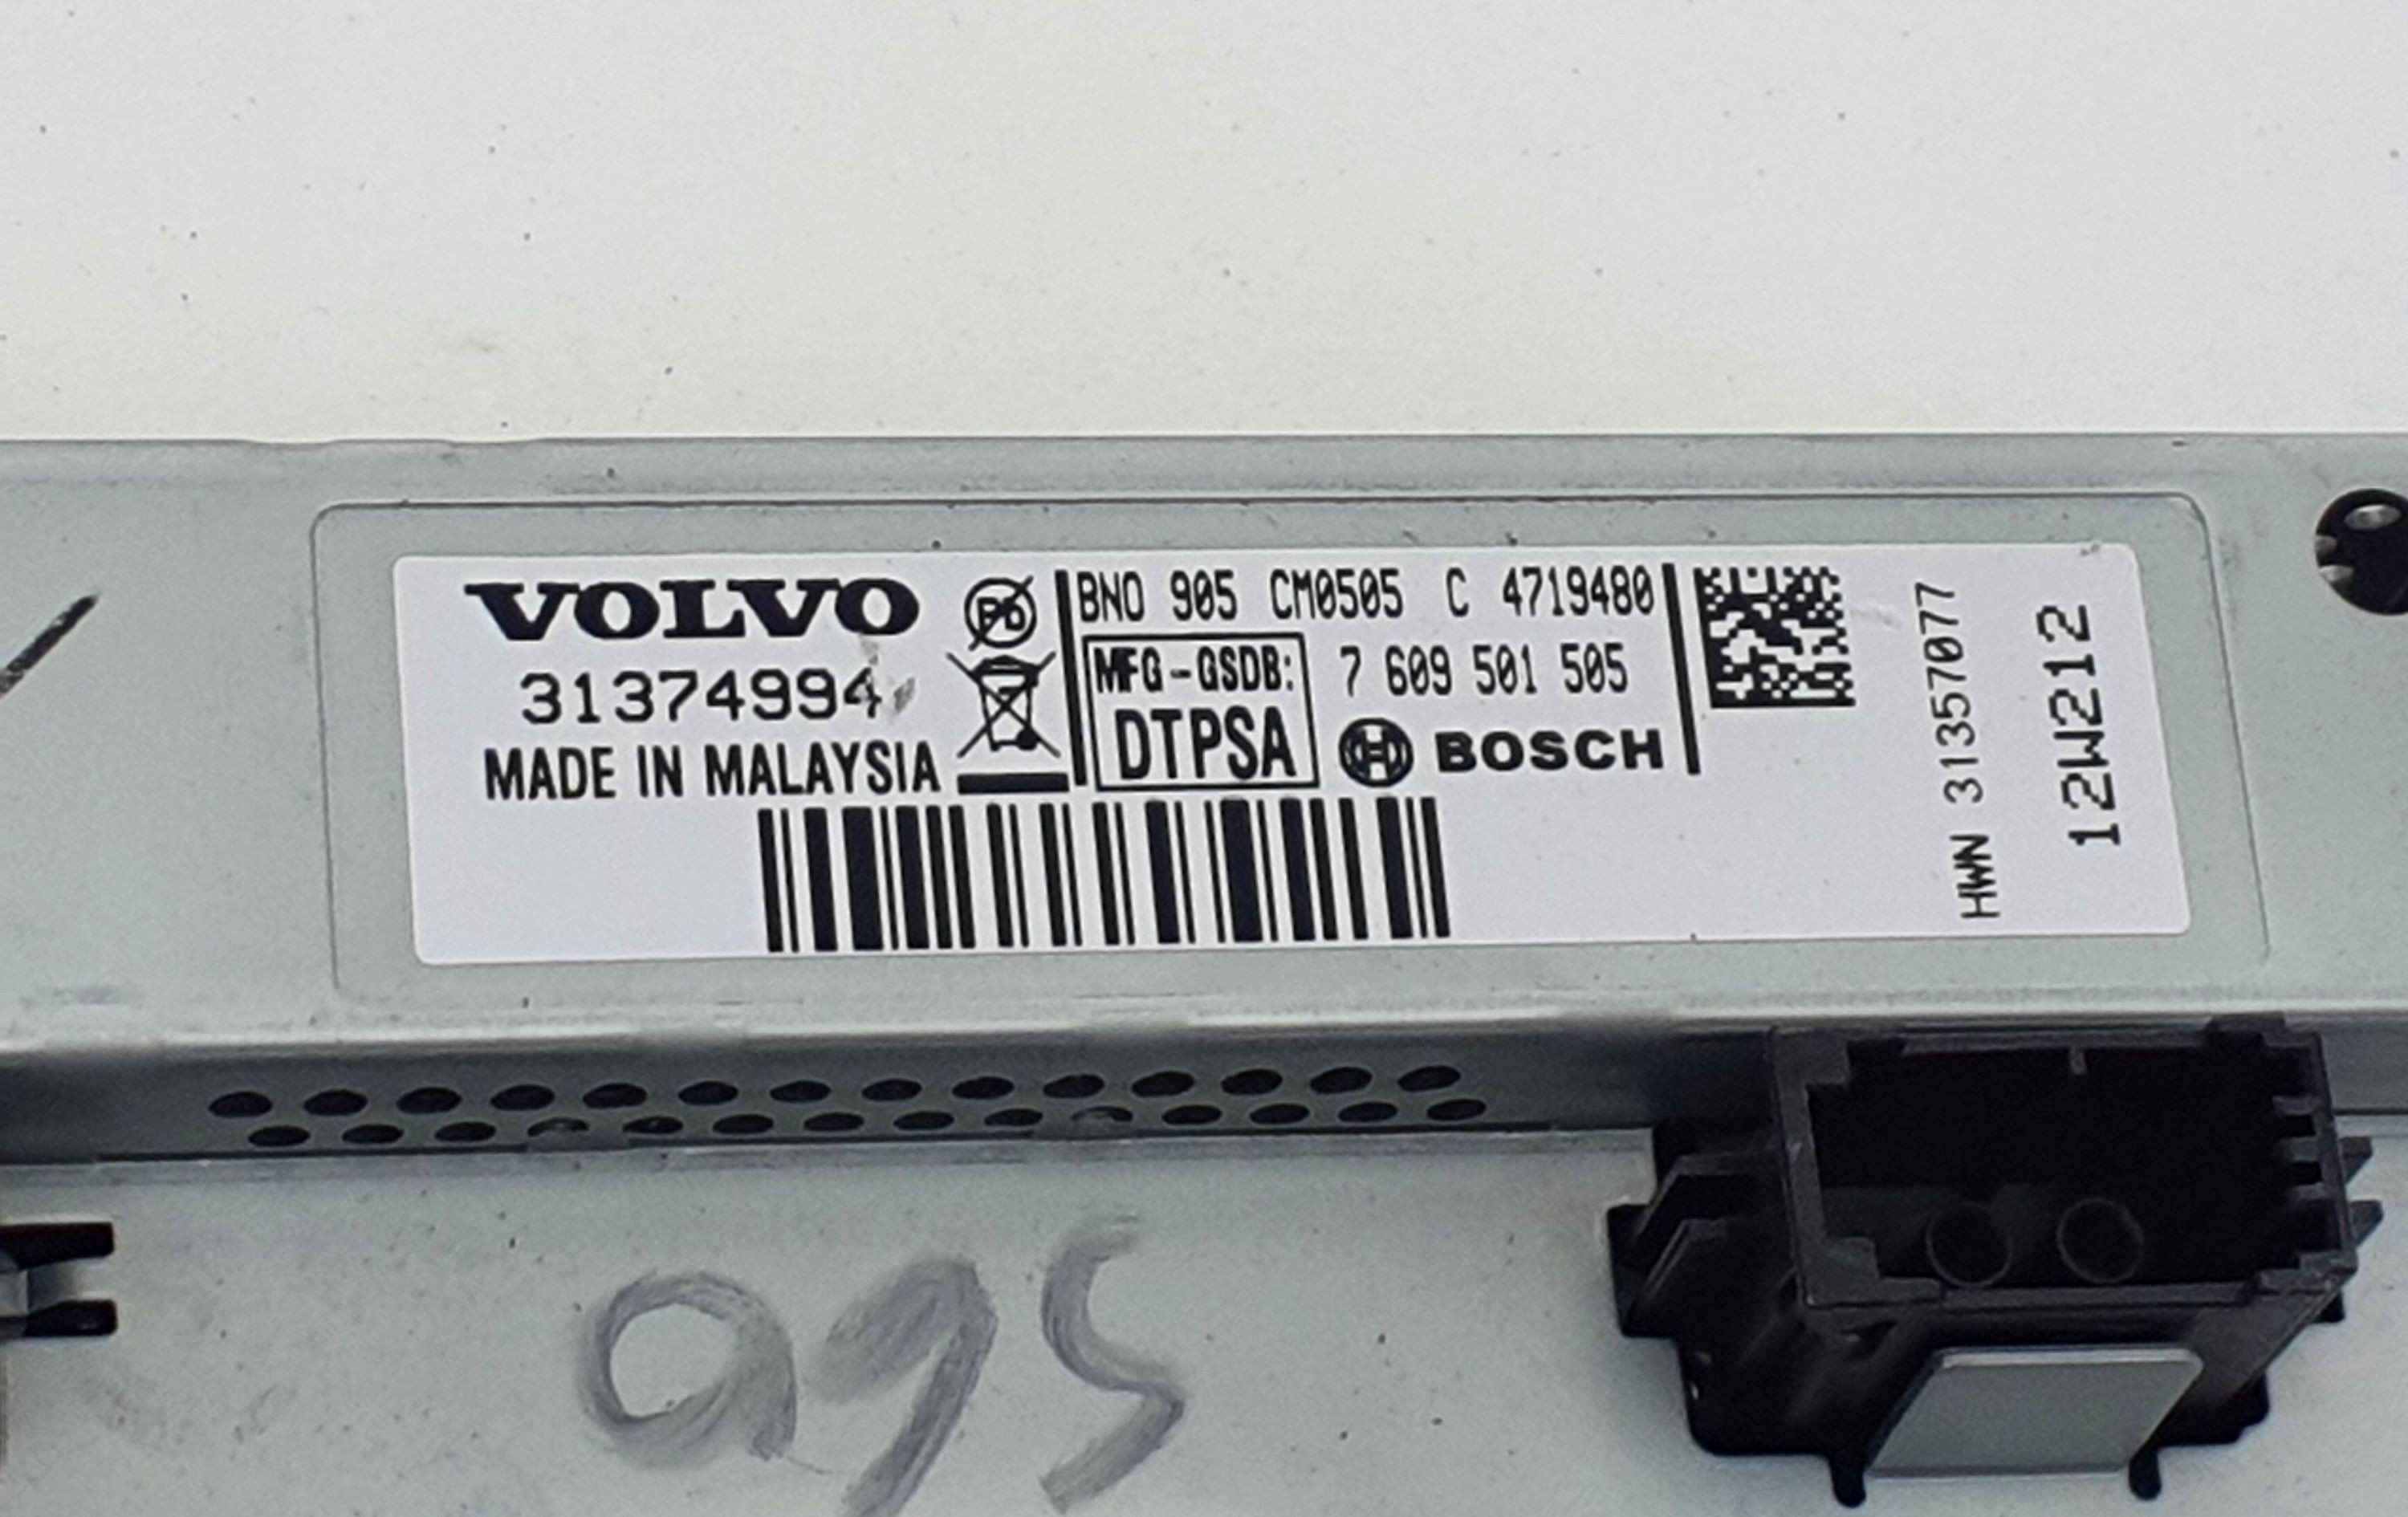 VOLVO
31374994
MADE IN MALAYSIA
BNO 905 CM0505 C 4719480
MFG-GSDB:
DTPSA
7 609 501 505
BOSCH
HWN 31357077
12W212